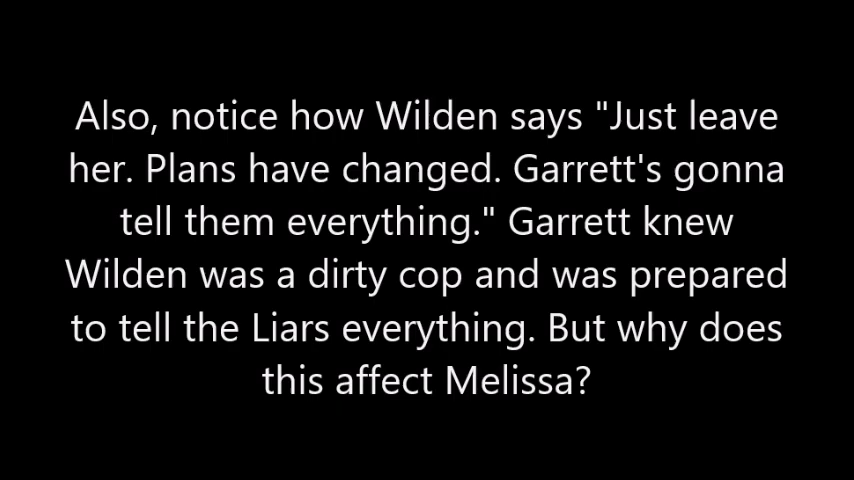 Also, notice how Wilden says "Just leave
her. Plans have changed. Garrett's gonna
tell them everything." Garrett knew
Wilden was a dirty cop and was prepared
to tell the Liars everything. But why does
this affect Melissa?